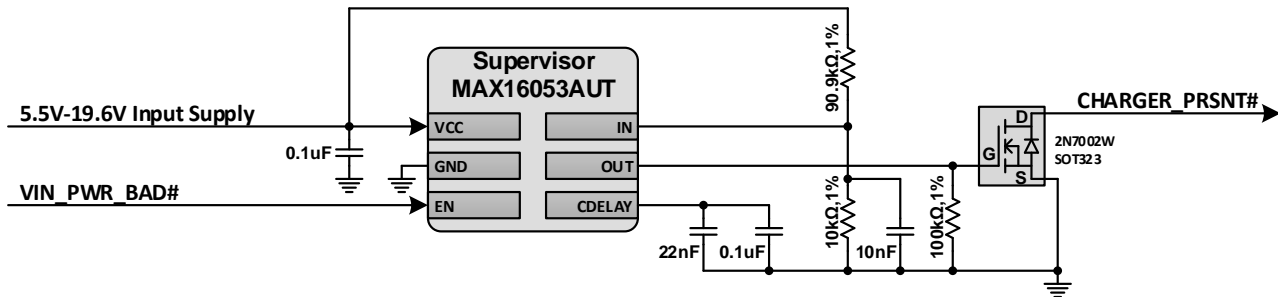 Supervisor
MAX16053AUT
5.5V-19.6V Input Supply
VCC
IN
90.9kΩ,1%
CHARGER_PRSNT#
0.1uF
GND
OUT
D
G
S
2N7002W
SOT323
VIN_PWR_BAD#
EN
CDELAY
22nF
0.1uF
10kΩ,1%
10nF
100kΩ,1%